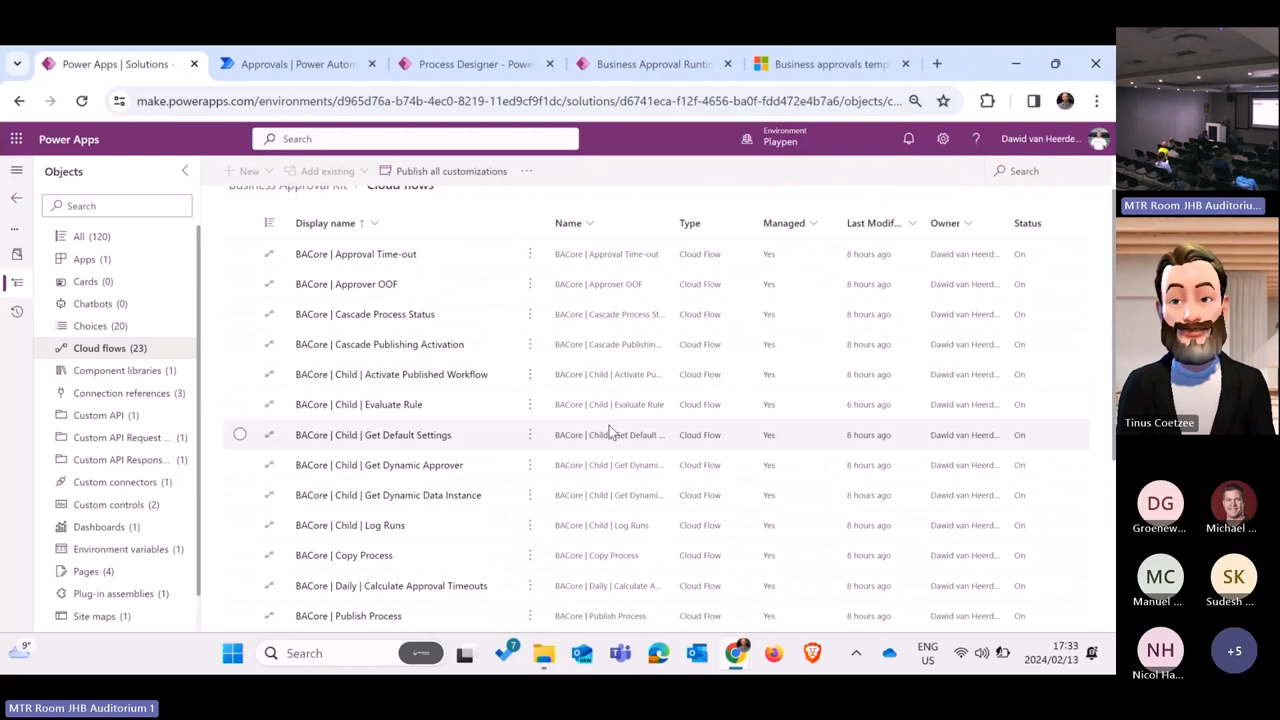 Power Apps | Solutions -
Approvals | Power Autom
Process Designer - Power
Business Approval Runti
Business approvals temp
make.powerapps.com/environments/d965d76a-b74b-4ec0-8219-11ed9cf9f1dc/solutions/d6741eca-f12f-4656-ba0f-fdd472e4b7a6/objects/c...
Power Apps
Search
Environment
Playpen
Dawid van Heerde...
Objects
New
Add existing
Publish all customizations
Search
Business Approval Kit > Cloud flows
Search
All (120)
Apps (1)
Cards (0)
Chatbots (0)
Choices (20)
Cloud flows (23)
Component libraries (1)
Connection references (3)
Custom API (1)
Custom API Request ... (1)
Custom API Respons... (1)
Custom connectors (1)
Custom controls (2)
Dashboards (1)
Environment variables (1)
Pages (4)
Plug-in assemblies (1)
Site maps (1)
Display name ↑ Name Type Managed Last Modif... Owner Status
BACore | Approval Time-out BACore | Approval Time-out Cloud Flow Yes 8 hours ago Dawid van Heerd... On
BACore | Approver OOF BACore | Approver OOF Cloud Flow Yes 8 hours ago Dawid van Heerd... On
BACore | Cascade Process Status BACore | Cascade Process St... Cloud Flow Yes 8 hours ago Dawid van Heerd... On
BACore | Cascade Publishing Activation BACore | Cascade Publishin... Cloud Flow Yes 8 hours ago Dawid van Heerd... On
BACore | Child | Activate Published Workflow BACore | Child | Activate Pu... Cloud Flow Yes 8 hours ago Dawid van Heerd... On
BACore | Child | Evaluate Rule BACore | Child | Evaluate Rule Cloud Flow Yes 6 hours ago Dawid van Heerd... On
BACore | Child | Get Default Settings BACore | Child | Get Default ... Cloud Flow Yes 8 hours ago Dawid van Heerd... On
BACore | Child | Get Dynamic Approver BACore | Child | Get Dynami... Cloud Flow Yes 8 hours ago Dawid van Heerd... On
BACore | Child | Get Dynamic Data Instance BACore | Child | Get Dynami... Cloud Flow Yes 8 hours ago Dawid van Heerd... On
BACore | Child | Log Runs BACore | Child | Log Runs Cloud Flow Yes 8 hours ago Dawid van Heerd... On
BACore | Copy Process BACore | Copy Process Cloud Flow Yes 8 hours ago Dawid van Heerd... On
BACore | Daily | Calculate Approval Timeouts BACore | Daily | Calculate A... Cloud Flow Yes 8 hours ago Dawid van Heerd... On
BACore | Publish Process BACore | Publish Process Cloud Flow Yes 8 hours ago Dawid van Heerd... On
9°
Search
7
ENG
US
17:33
2024/02/13
MTR Room JHB Auditorium 1
MTR Room JHB Auditoriu...
Tinus Coetzee
DG
Groenew...
Michael ...
MC
Manuel ...
SK
Sudesh ...
NH
Nicol Ha...
+5